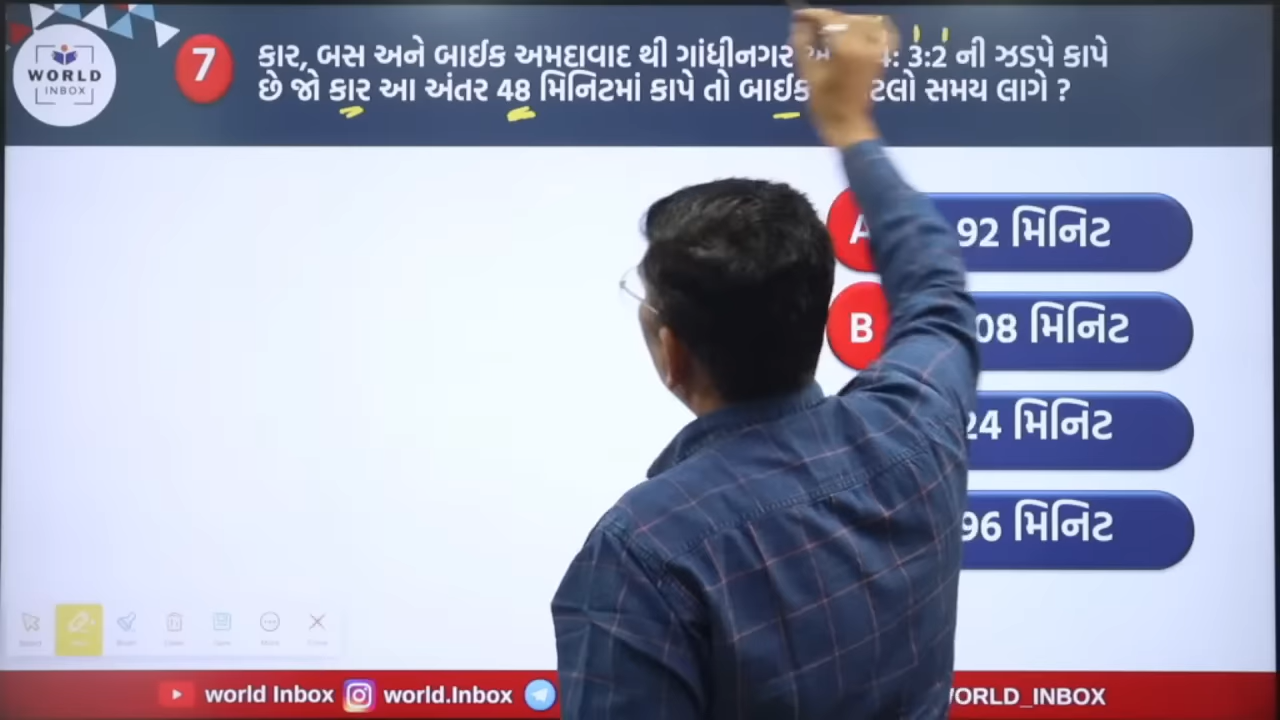 WORLD
INBOX
7
કાર, બસ અને બાઈક અમદાવાદ થી ગાંધીનગર 4: 3:2 ની ઝડપે કાપે
છે જો કાર આ અંતર 48 મિનિટમાં કાપે તો બાઈક સમય લાગે ?
A
92 મિનિટ
B
08 મિનિટ
24 મિનિટ
96 મિનિટ
world Inbox
world.Inbox
WORLD_INBOX